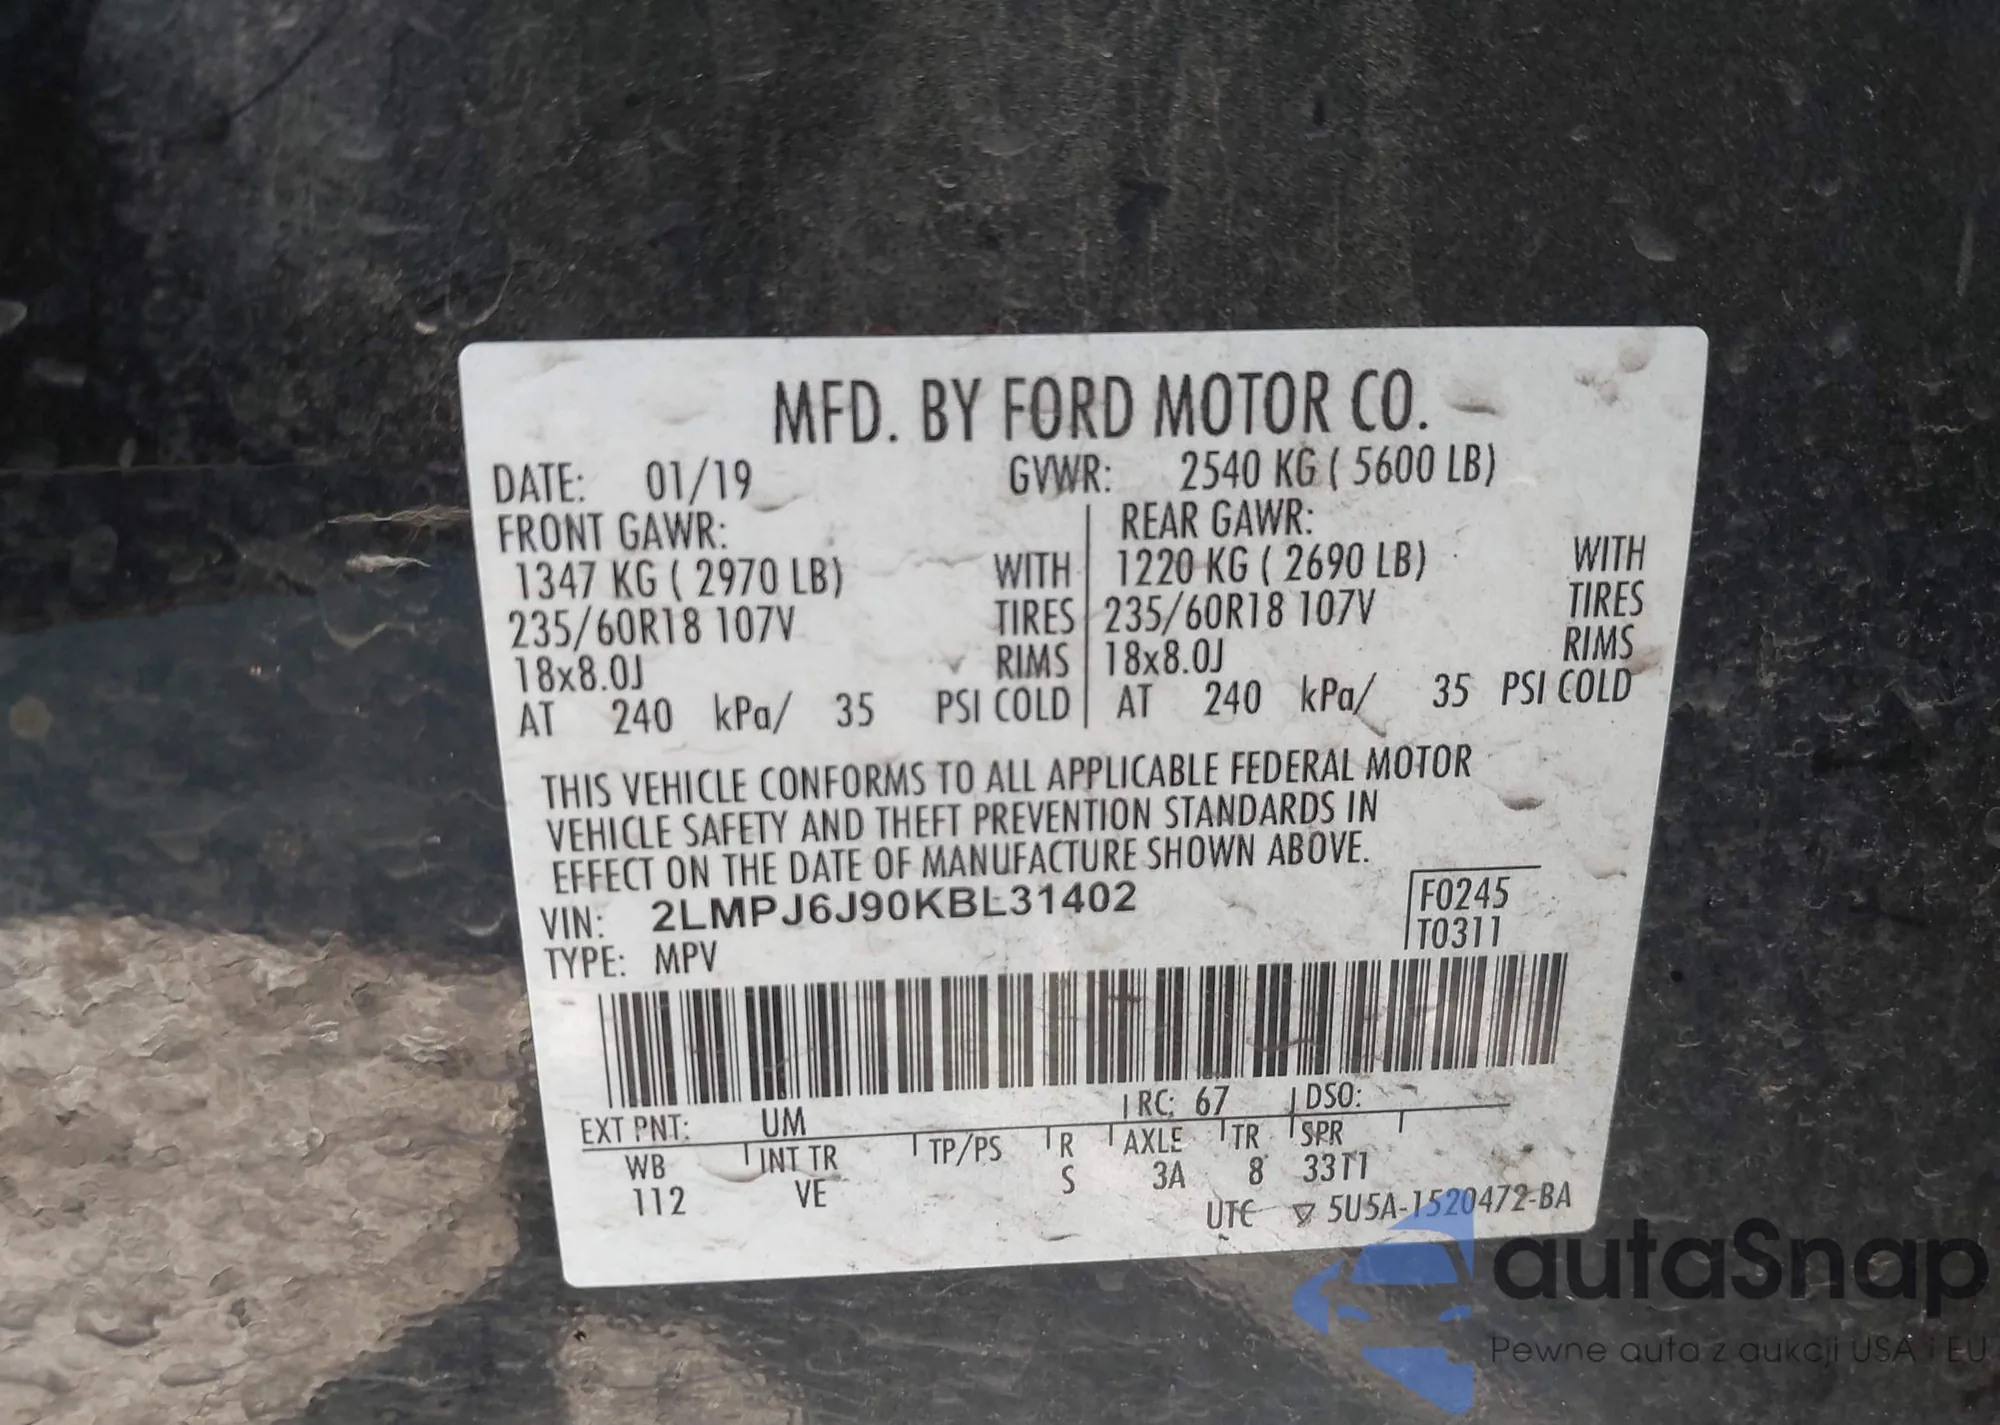 MFD. BY FORD MOTOR CO.
DATE: 01/19 GVWR: 2540 KG ( 5600 LB)
FRONT GAWR: REAR GAWR:
1347 KG ( 2970 LB) WITH 1220 KG ( 2690 LB) WITH
235/60R18 107V TIRES 235/60R18 107V TIRES
18x8.0J RIMS 18x8.0J RIMS
AT 240 kPa/ 35 PSI COLD AT 240 kPa/ 35 PSI COLD
THIS VEHICLE CONFORMS TO ALL APPLICABLE FEDERAL MOTOR
VEHICLE SAFETY AND THEFT PREVENTION STANDARDS IN
EFFECT ON THE DATE OF MANUFACTURE SHOWN ABOVE.
VIN: 2LMPJ6J90KBL31402 F0245
TYPE: MPV T0311
EXT PNT: UM RC: 67 DSO:
WB INT TR TP/PS R AXLE TR SPR
112 VE S 3A 8 3311
UTC ▽ 5U5A-1520472-BA
autaSnap
Pewne auta z aukcji USA i EU